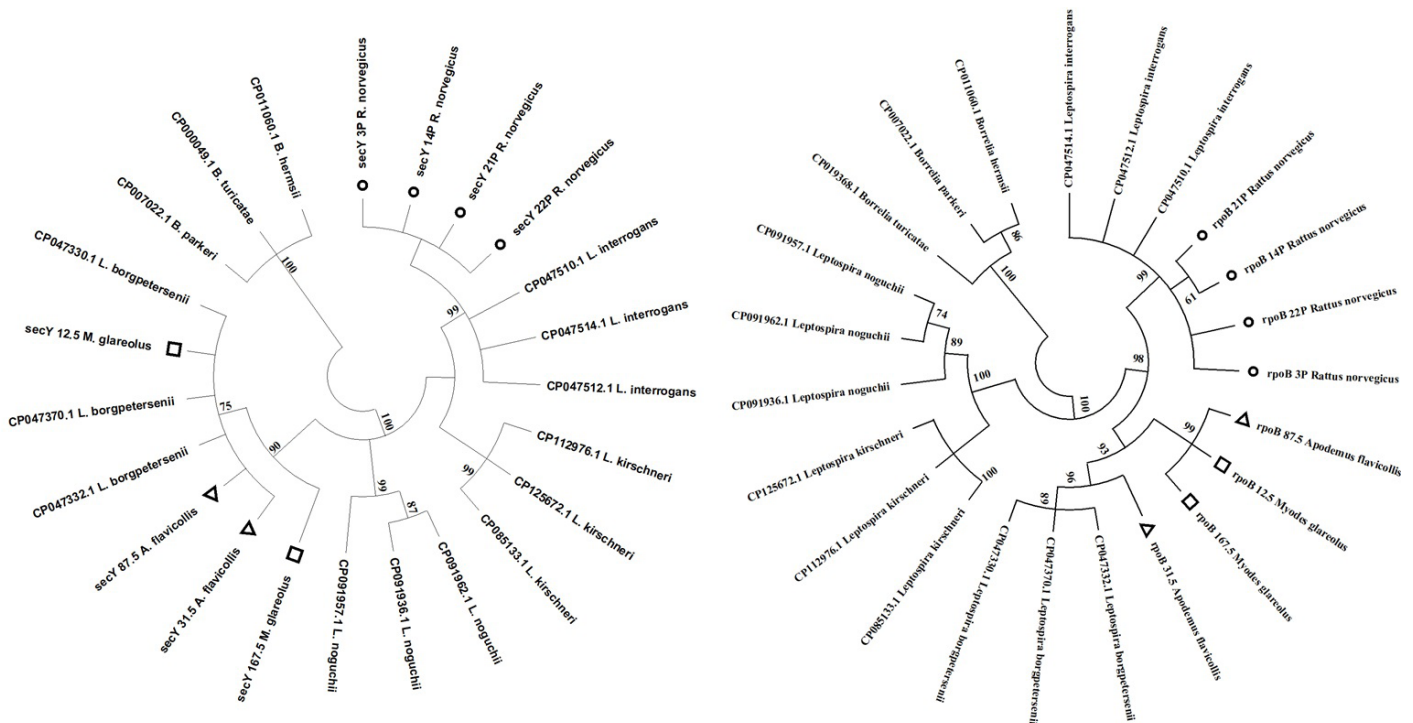 secY 3P R. norvegicus
secY 14P R. norvegicus
secY 21P R. norvegicus
secY 22P R. norvegicus
CP047510.1 L. interrogans
CP047514.1 L. interrogans
CP047512.1 L. interrogans
CP112976.1 L. kirschneri
CP125672.1 L. kirschneri
CP085133.1 L. kirschneri
CP091962.1 L. noguchii
CP091936.1 L. noguchii
CP091957.1 L. noguchii
secY 167.5 M. glareolus
secY 31.5 A. flavicollis
secY 87.5 A. flavicollis
CP047332.1 L. borgpetersenii
CP047370.1 L. borgpetersenii
secY 12.5 M. glareolus
CP047330.1 L. borgpetersenii
CP007022.1 B. parkeri
CP000049.1 B. turicatae
CP011060.1 B. hermsii
100
99
99
87
99
100
90
75
CP047514.1 Leptospira interrogans
CP047512.1 Leptospira interrogans
CP047510.1 Leptospira interrogans
rpoB 21P Rattus norvegicus
rpoB 14P Rattus norvegicus
rpoB 22P Rattus norvegicus
rpoB 3P Rattus norvegicus
rpoB 87.5 Apodemus flavicollis
rpoB 12.5 Myodes glareolus
rpoB 167.5 Myodes glareolus
rpoB 31.5 Apodemus flavicollis
CP047332.1 Leptospira borgpetersenii
CP047370.1 Leptospira borgpetersenii
CP047330.1 Leptospira borgpetersenii
CP085133.1 Leptospira kirschneri
CP112976.1 Leptospira kirschneri
CP125672.1 Leptospira kirschneri
CP091936.1 Leptospira noguchii
CP091962.1 Leptospira noguchii
CP091957.1 Leptospira noguchii
CP019368.1 Borrelia turicatae
CP007022.1 Borrelia parkeri
CP011060.1 Borrelia hermsii
86
100
99
61
98
99
93
96
89
100
100
100
89
74